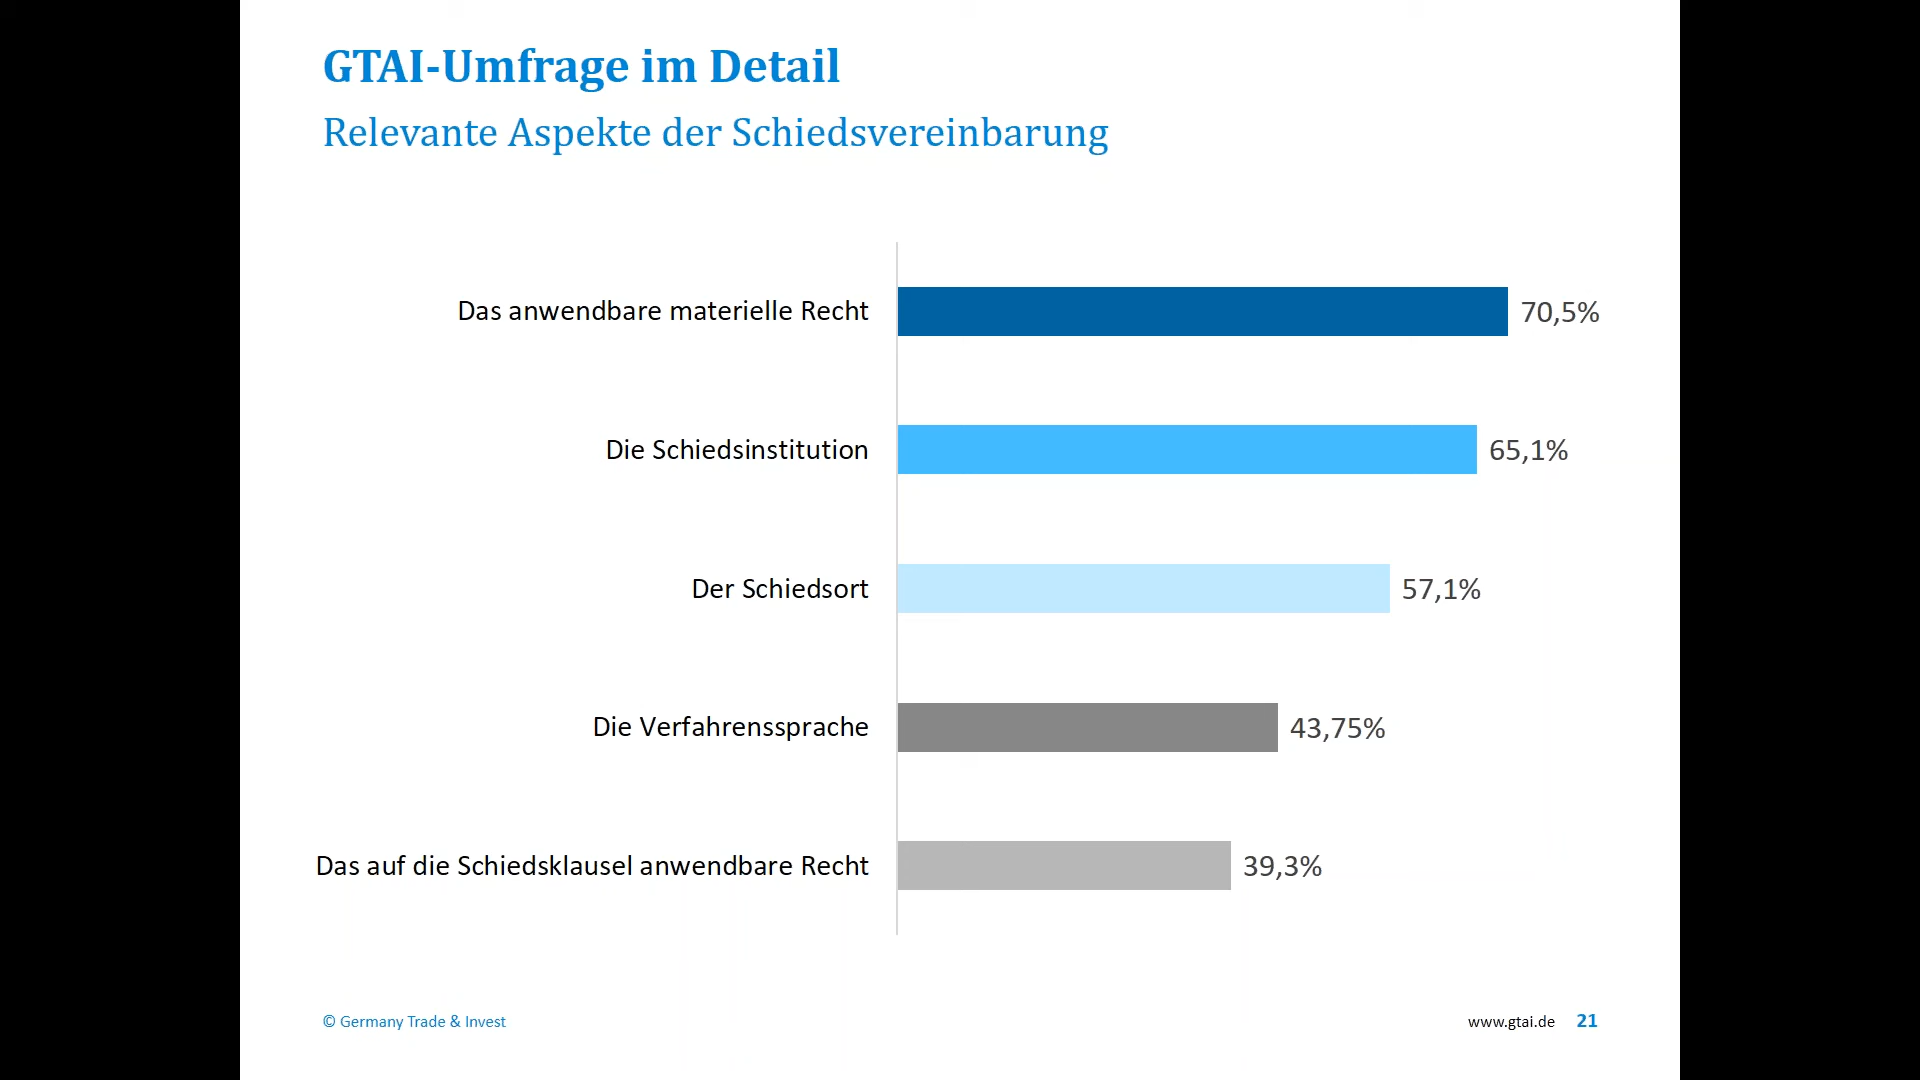 GTAI-Umfrage im Detail
Relevante Aspekte der Schiedsvereinbarung
Das anwendbare materielle Recht 70,5%
Die Schiedsinstitution 65,1%
Der Schiedsort 57,1%
Die Verfahrenssprache 43,75%
Das auf die Schiedsklausel anwendbare Recht 39,3%
© Germany Trade & Invest www.gtai.de 21